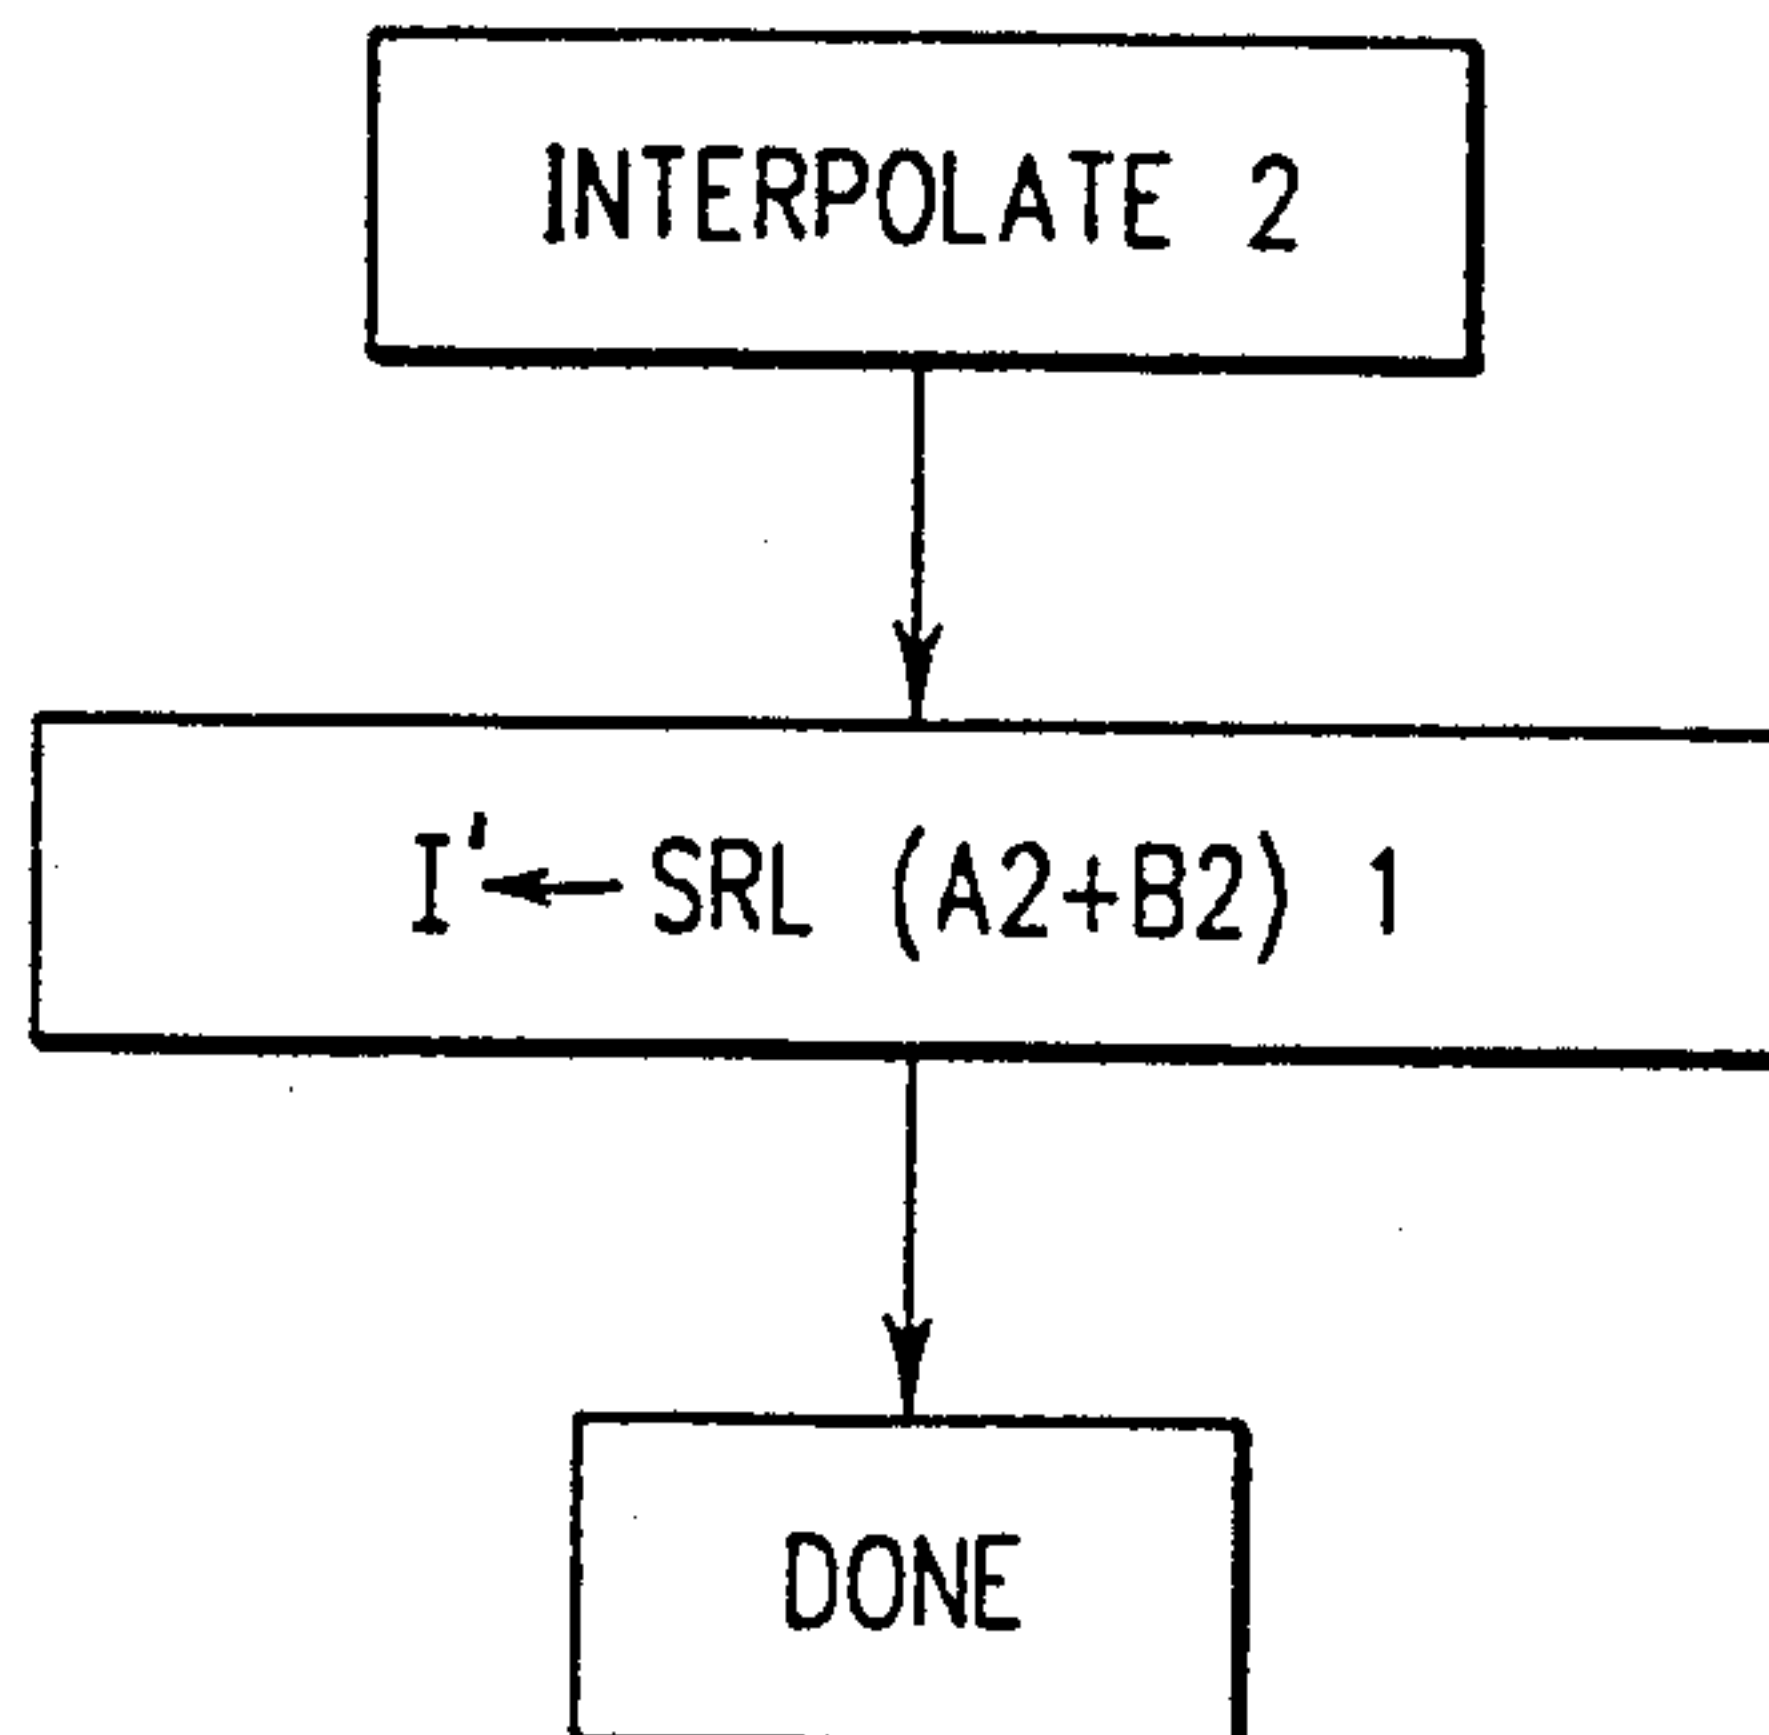 INTERPOLATE 2
I'← SRL (A2+B2) 1
DONE